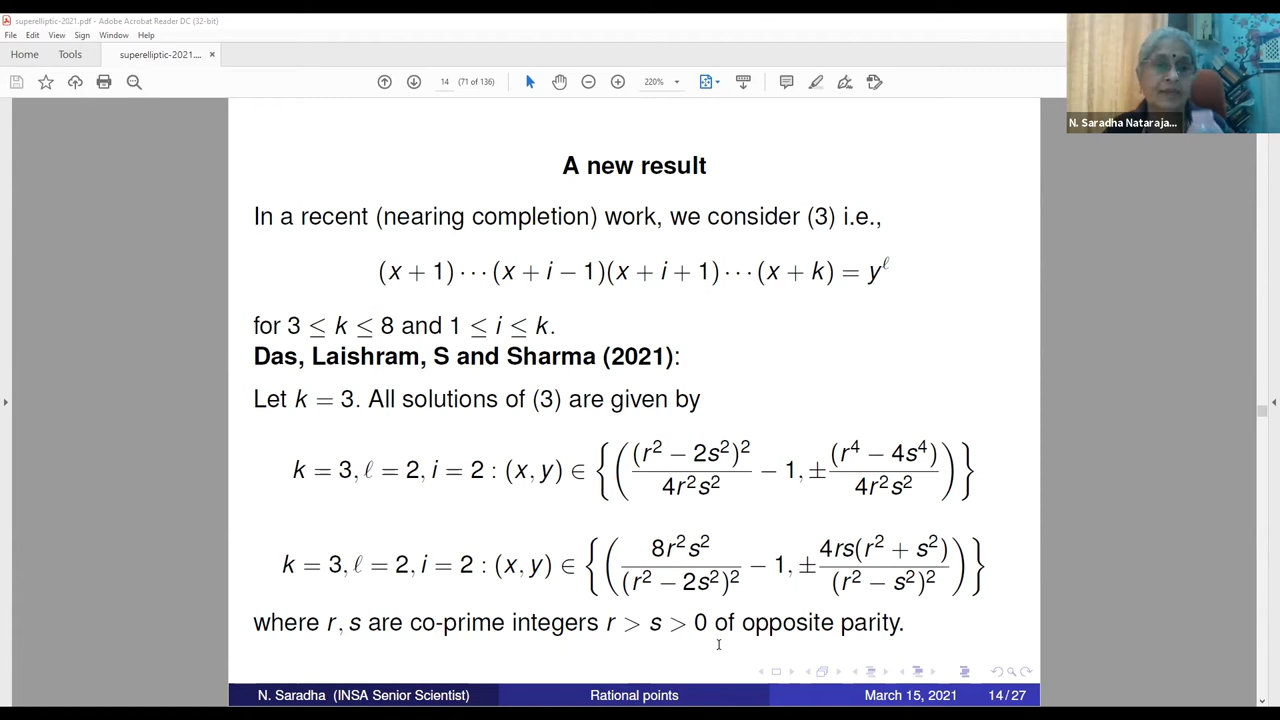 superelliptic-2021.pdf - Adobe Acrobat Reader DC (32-bit)
File Edit View Sign Window Help
Home Tools superelliptic-2021.... ×
14 (71 of 136) 220%
N. Saradha Nataraja...
A new result
In a recent (nearing completion) work, we consider (3) i.e.,
(x + 1) ··· (x + i − 1)(x + i + 1) ··· (x + k) = y^ℓ
for 3 ≤ k ≤ 8 and 1 ≤ i ≤ k.
Das, Laishram, S and Sharma (2021):
Let k = 3. All solutions of (3) are given by
k = 3, ℓ = 2, i = 2 : (x, y) ∈ {((r² − 2s²)²/4r²s² − 1, ±(r⁴ − 4s⁴)/4r²s²)}
k = 3, ℓ = 2, i = 2 : (x, y) ∈ {(8r²s²/(r² − 2s²)² − 1, ±4rs(r² + s²)/(r² − s²)²)}
where r, s are co-prime integers r > s > 0 of opposite parity.
N. Saradha (INSA Senior Scientist) Rational points March 15, 2021 14/27